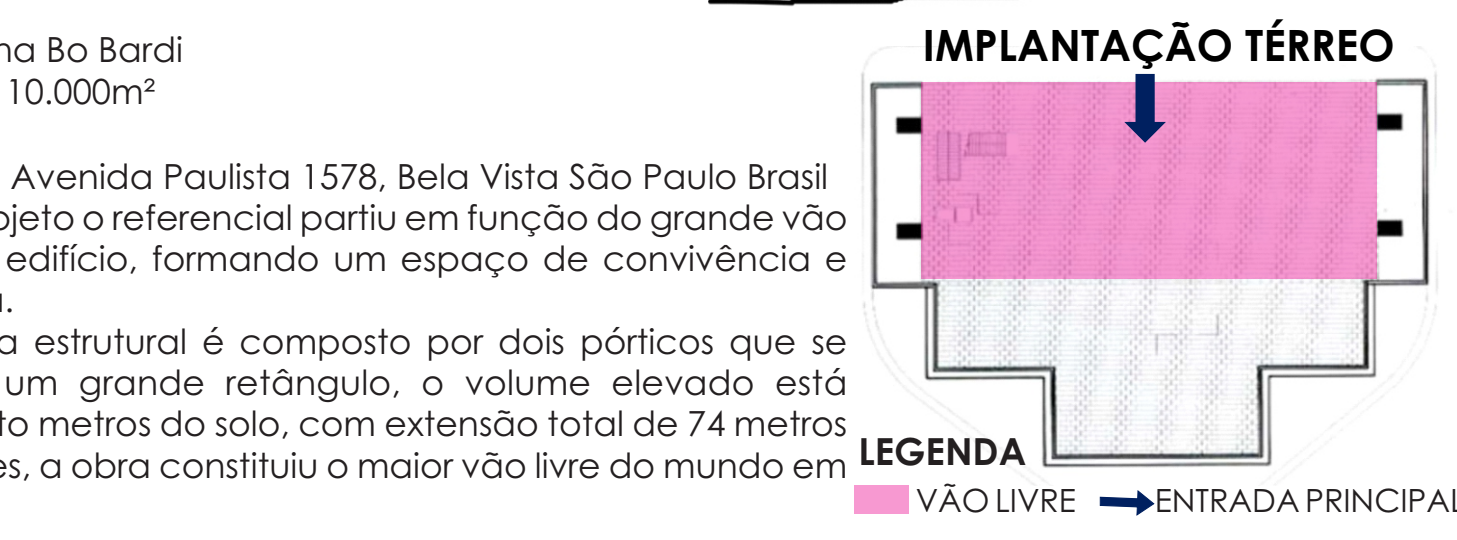 na Bo Bardi
10.000m²
Avenida Paulista 1578, Bela Vista São Paulo Brasil
ojeto o referencial partiu em função do grande vão
edifício, formando um espaço de convivência e
a.
a estrutural é composto por dois pórticos que se
um grande retângulo, o volume elevado está
to metros do solo, com extensão total de 74 metros
es, a obra constituiu o maior vão livre do mundo em
IMPLANTAÇÃO TÉRREO
LEGENDA
VÃO LIVRE ENTRADA PRINCIPAL